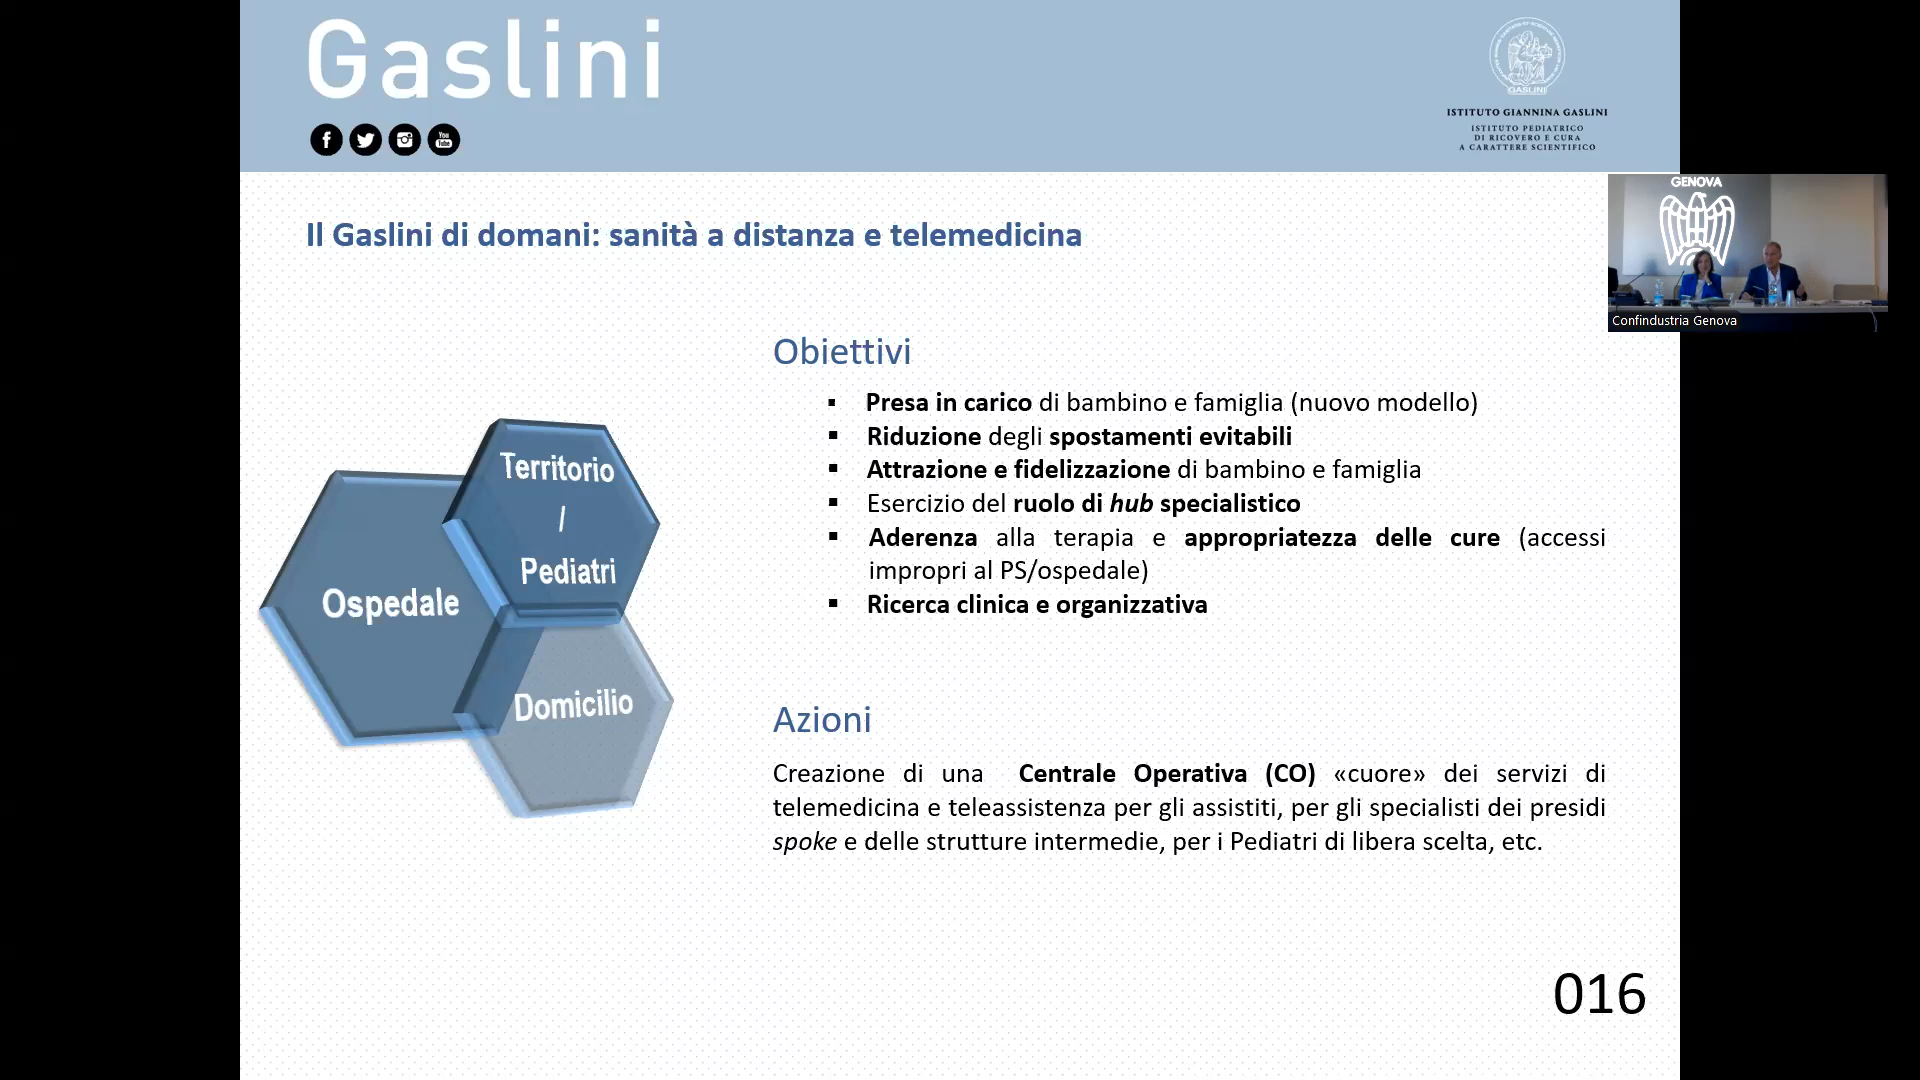 Gaslini
f
You
Tube
GASLINI
ISTITUTO GIANNINA GASLINI
ISTITUTO PEDIATRICO
DI RICOVERO E CURA
A CARATTERE SCIENTIFICO
GENOVA
Confindustria Genova
Il Gaslini di domani: sanità a distanza e telemedicina
Territorio
/
Pediatri
Ospedale
Domicilio
Obiettivi
▪ Presa in carico di bambino e famiglia (nuovo modello)
▪ Riduzione degli spostamenti evitabili
▪ Attrazione e fidelizzazione di bambino e famiglia
▪ Esercizio del ruolo di hub specialistico
▪ Aderenza alla terapia e appropriatezza delle cure (accessi
impropri al PS/ospedale)
▪ Ricerca clinica e organizzativa
Azioni
Creazione di una Centrale Operativa (CO) «cuore» dei servizi di
telemedicina e teleassistenza per gli assistiti, per gli specialisti dei presidi
spoke e delle strutture intermedie, per i Pediatri di libera scelta, etc.
016